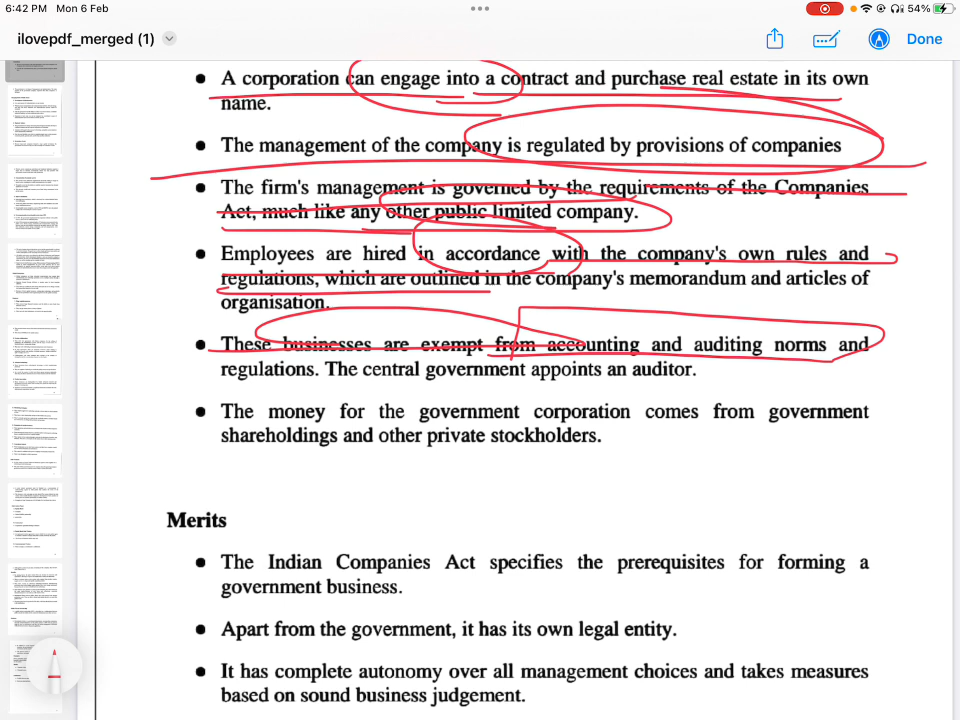 6:42 PM Mon 6 Feb
54%
ilovepdf_merged (1)
Done
● A corporation can engage into a contract and purchase real estate in its own
name.
● The management of the company is regulated by provisions of companies
● The firm's management is governed by the requirements of the Companies
Act, much like any other public limited company.
● Employees are hired in accordance with the company's own rules and
regulations, which are outlined in the company's memorandum and articles of
organisation.
● These businesses are exempt from accounting and auditing norms and
regulations. The central government appoints an auditor.
● The money for the government corporation comes from government
shareholdings and other private stockholders.
Merits
● The Indian Companies Act specifies the prerequisites for forming a
government business.
● Apart from the government, it has its own legal entity.
● It has complete autonomy over all management choices and takes measures
based on sound business judgement.